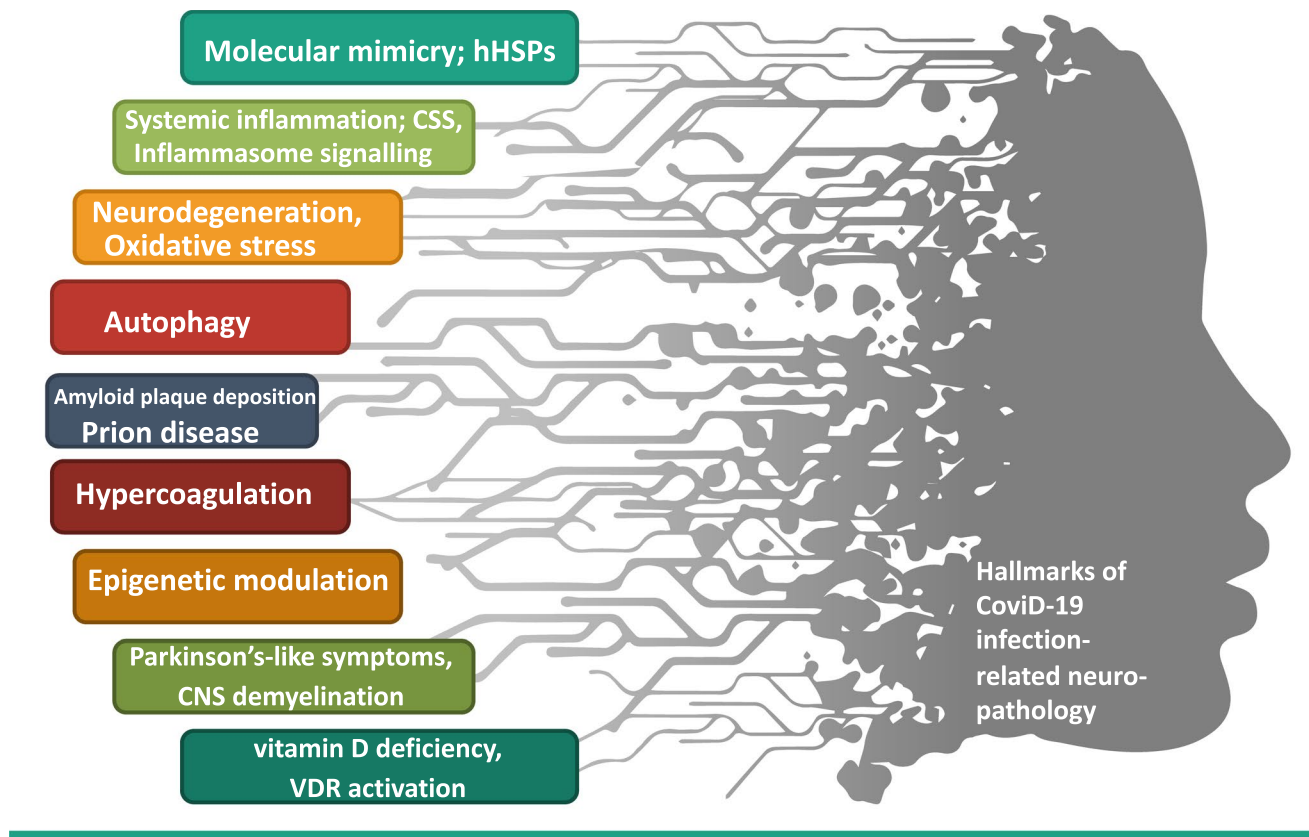 Molecular mimicry; hHSPs
Systemic inflammation; CSS,
Inflammasome signalling
Neurodegeneration,
Oxidative stress
Autophagy
Amyloid plaque deposition
Prion disease
Hypercoagulation
Epigenetic modulation
Parkinson's-like symptoms,
CNS demyelination
vitamin D deficiency,
VDR activation
Hallmarks of
CoviD-19
infection-
related neuro-
pathology